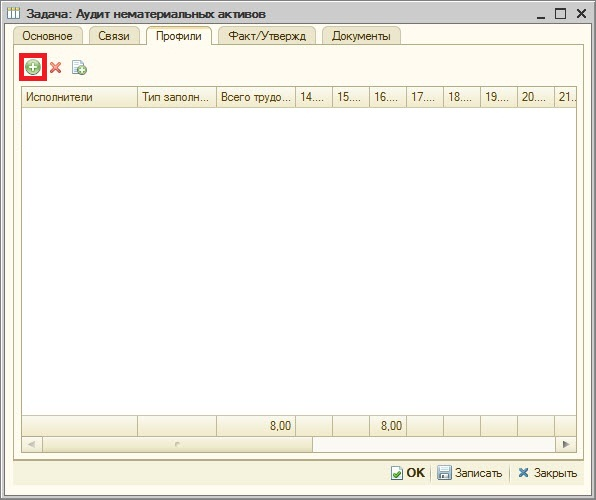 Задача: Аудит нематериальных активов
Основное Связи Профили Факт/Утвержд Документы
Исполнители Тип заполн... Всего трудо... 14.... 15.... 16.... 17.... 18.... 19.... 20.... 21..
8,00 8,00
OK Записать Закрыть